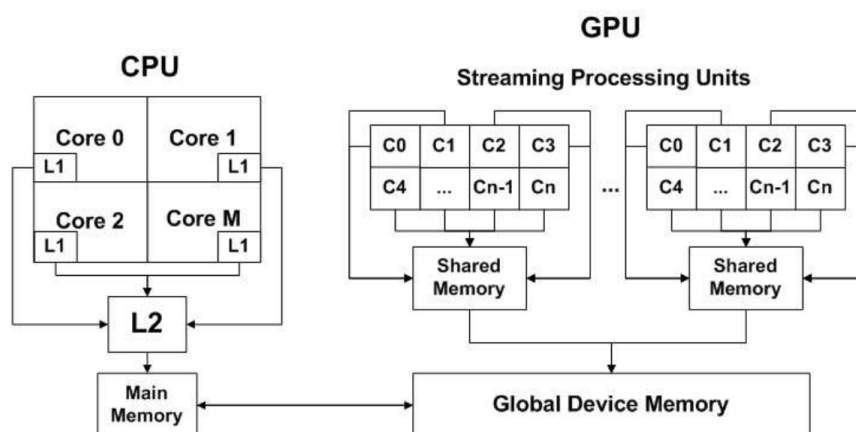 GPU
CPU
Streaming Processing Units
Core 0 Core 1
L1 L1
Core 2 Core M
L1 L1
C0 C1 C2 C3
C4 ... Cn-1 Cn
...
C0 C1 C2 C3
C4 ... Cn-1 Cn
Shared
Memory
Shared
Memory
L2
Main
Memory
Global Device Memory